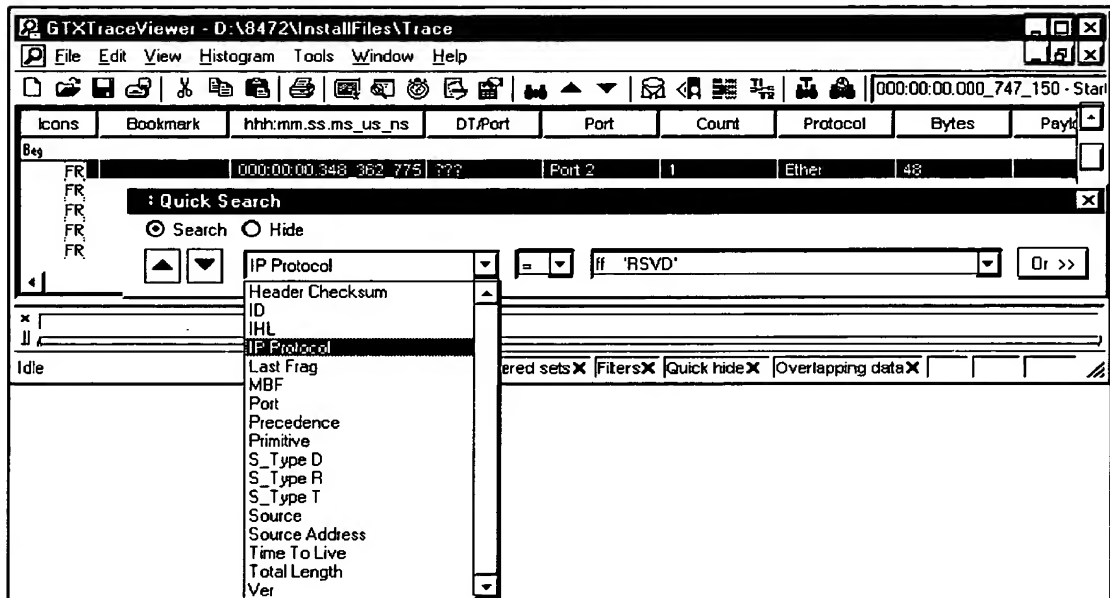 GTXTraceViewer - D:\8472\InstallFiles\Trace
File Edit View Histogram Tools Window Help
000:00:00.000_747_150 - Start
Icons Bookmark hhh:mm.ss.ms_us_ns DT/Port Port Count Protocol Bytes Paylo
Beg
FR 000:00:00.348_362_775 ??? Port 2 1 Ether 48
FR
FR
FR
FR
: Quick Search
Search Hide
IP Protocol = ff 'RSVD' Or >>
Header Checksum
ID
IHL
IP Protocol
Last Frag
MBF
Port
Precedence
Primitive
S_Type D
S_Type R
S_Type T
Source
Source Address
Time To Live
Total Length
Ver
Idle ered sets Filters Quick hide Overlapping data